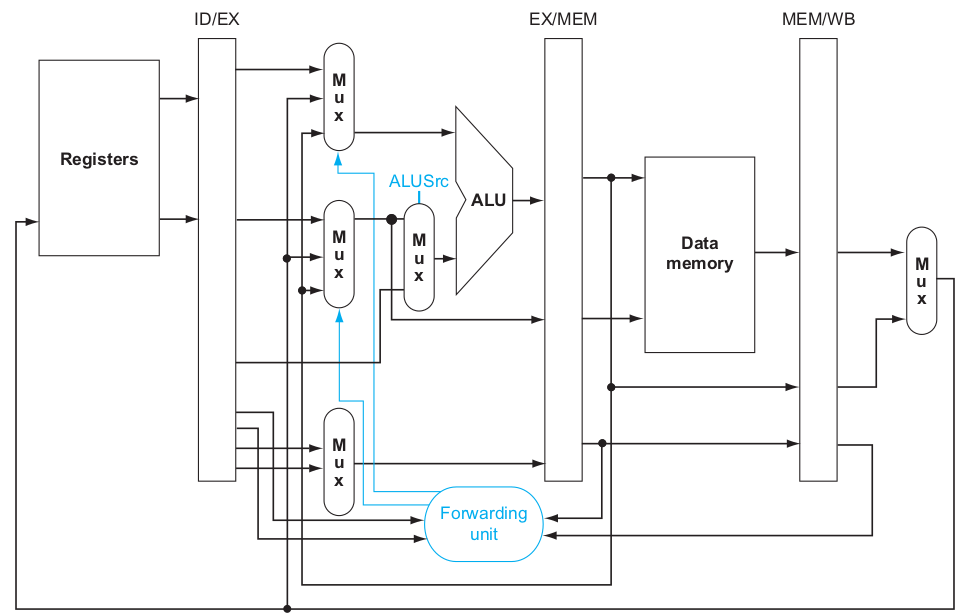 ID/EX
EX/MEM
MEM/WB
M
u
x
Registers
ALUSrc
ALU
M
u
x
M
u
x
Data
memory
M
u
x
M
u
x
Forwarding
unit